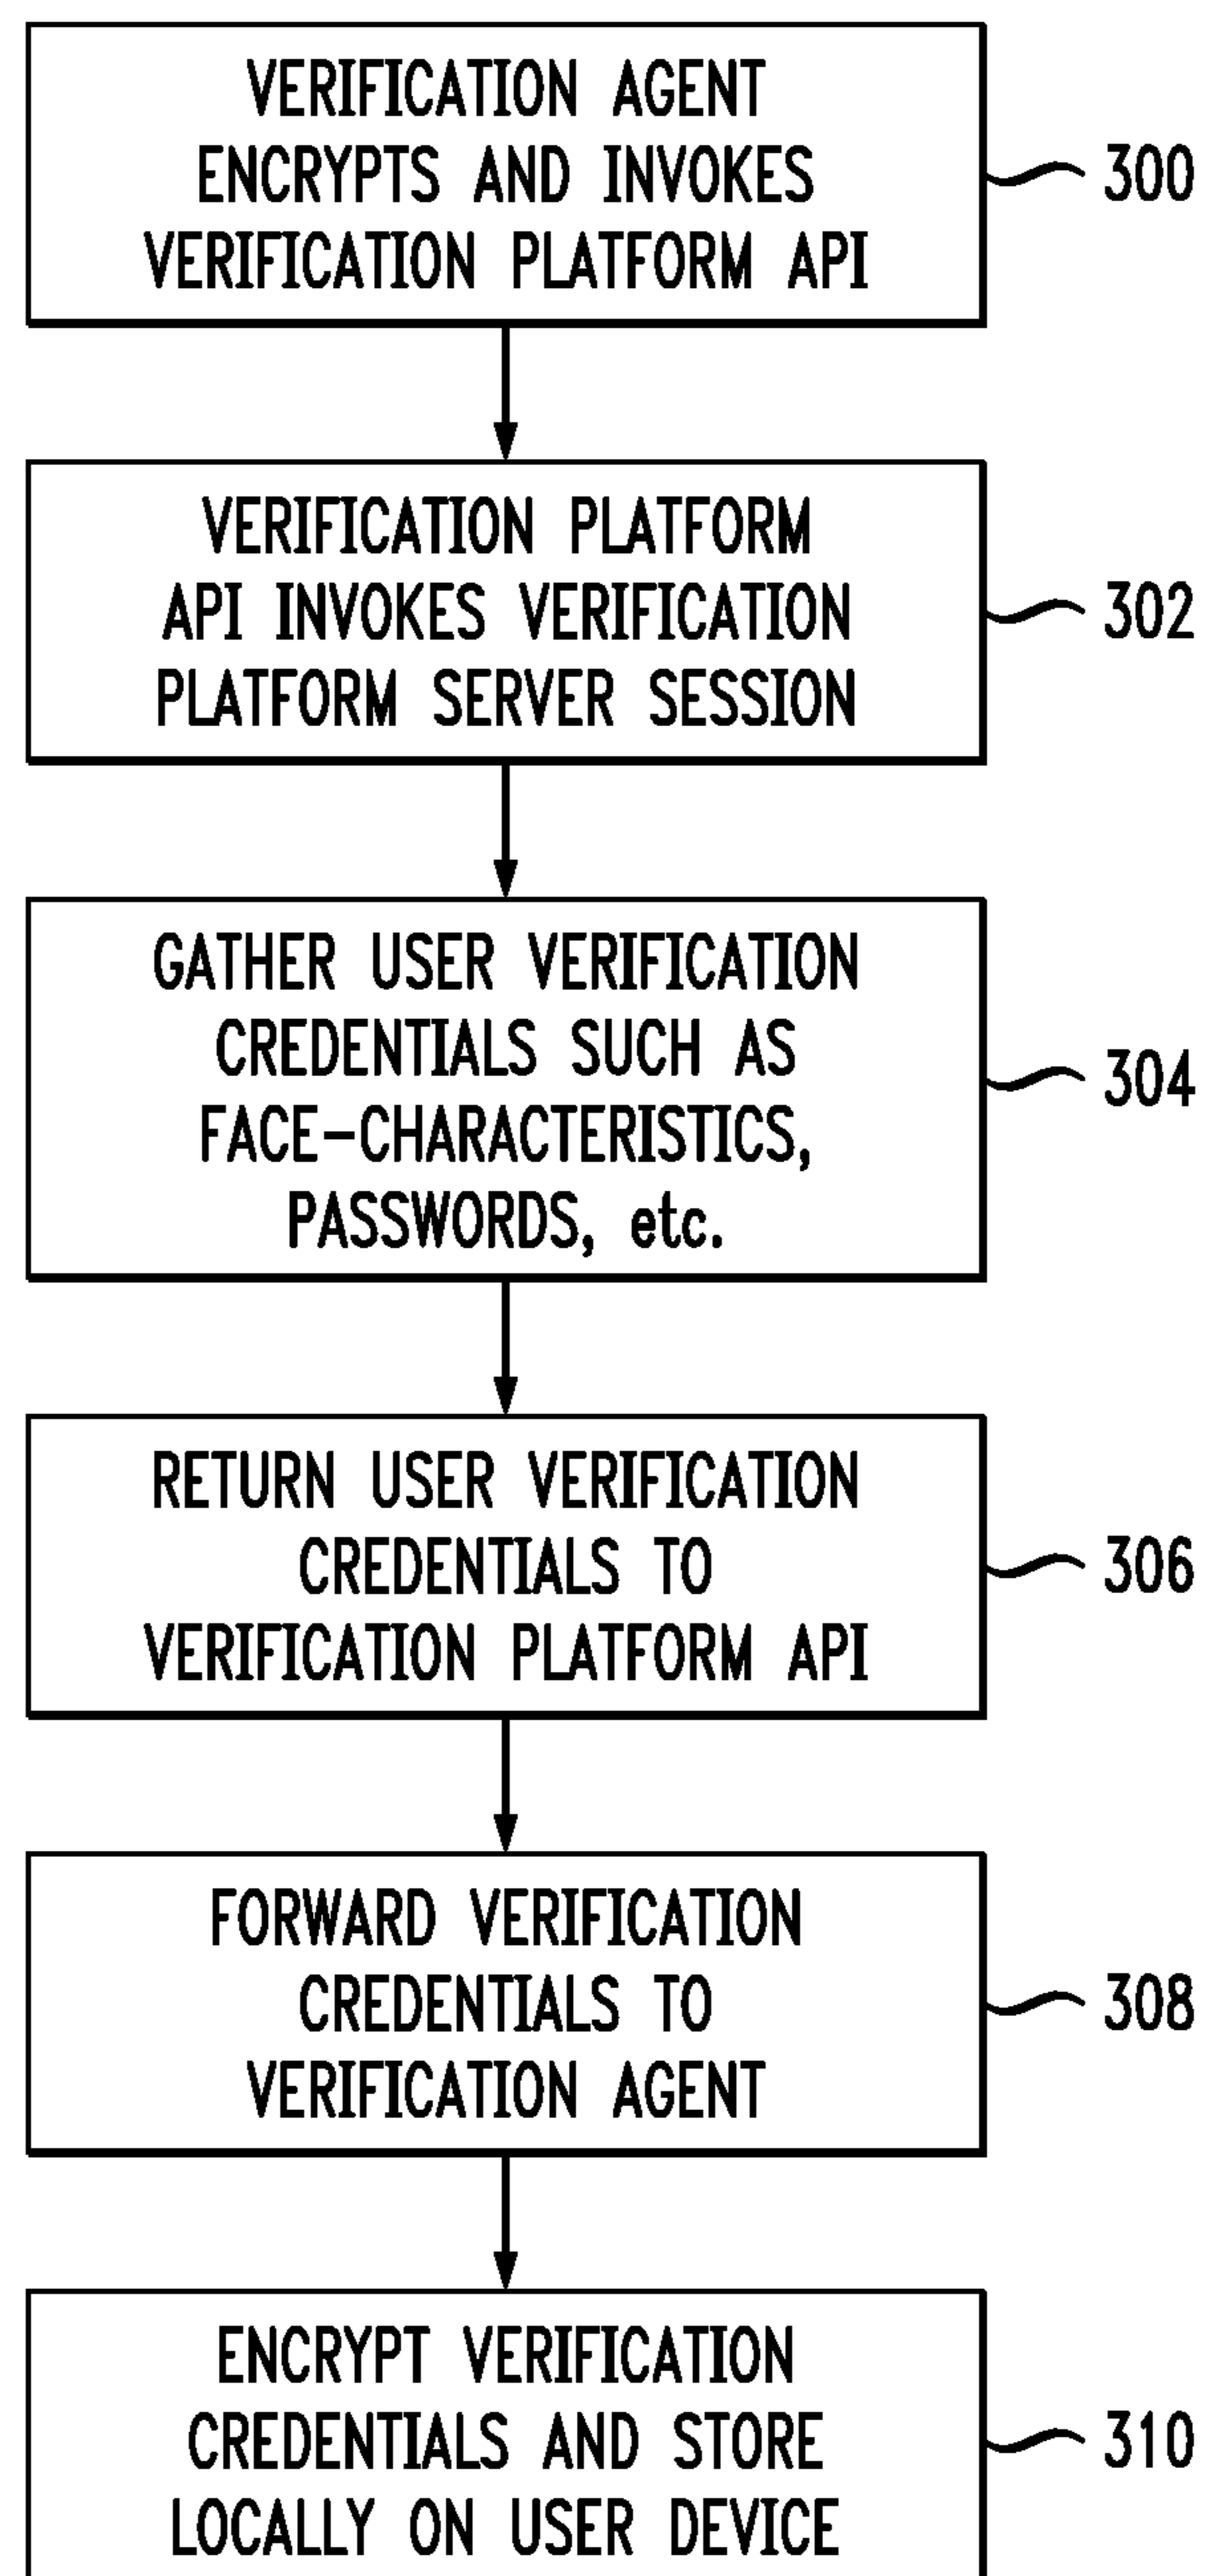 VERIFICATION AGENT
ENCRYPTS AND INVOKES
VERIFICATION PLATFORM API
300
VERIFICATION PLATFORM
API INVOKES VERIFICATION
PLATFORM SERVER SESSION
302
GATHER USER VERIFICATION
CREDENTIALS SUCH AS
FACE-CHARACTERISTICS,
PASSWORDS, etc.
304
RETURN USER VERIFICATION
CREDENTIALS TO
VERIFICATION PLATFORM API
306
FORWARD VERIFICATION
CREDENTIALS TO
VERIFICATION AGENT
308
ENCRYPT VERIFICATION
CREDENTIALS AND STORE
LOCALLY ON USER DEVICE
310